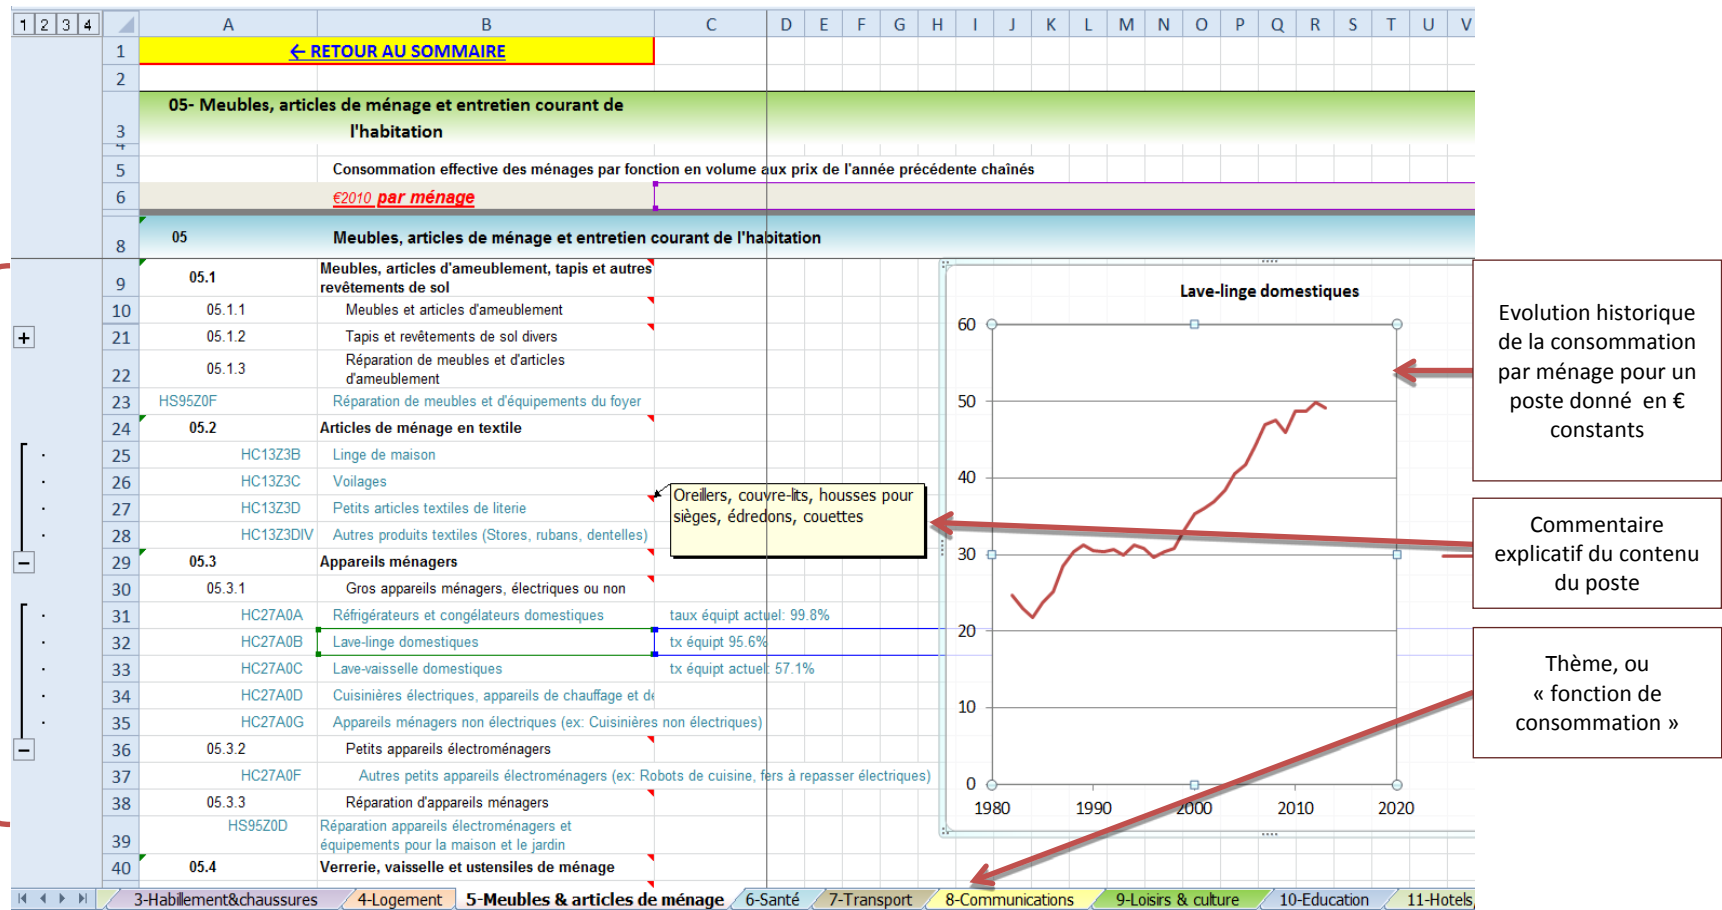 1 2 3 4
A B C D E F G H I J K L M N O P Q R S T U V
1 ← RETOUR AU SOMMAIRE
2
05- Meubles, articles de ménage et entretien courant de
3 l'habitation
4
5 Consommation effective des ménages par fonction en volume aux prix de l'année précédente chaînés
6 €2010 par ménage
8 05 Meubles, articles de ménage et entretien courant de l'habitation
9 05.1 Meubles, articles d'ameublement, tapis et autres
revêtements de sol
10 05.1.1 Meubles et articles d'ameublement
21 05.1.2 Tapis et revêtements de sol divers
22 05.1.3 Réparation de meubles et d'articles
d'ameublement
23 HS95Z0F Réparation de meubles et d'équipements du foyer
24 05.2 Articles de ménage en textile
25 HC13Z3B Linge de maison
26 HC13Z3C Voilages
27 HC13Z3D Petits articles textiles de literie
28 HC13Z3DIV Autres produits textiles (Stores, rubans, dentelles)
29 05.3 Appareils ménagers
30 05.3.1 Gros appareils ménagers, électriques ou non
31 HC27A0A Réfrigérateurs et congélateurs domestiques taux équipt actuel: 99.8%
32 HC27A0B Lave-linge domestiques tx équipt 95.6%
33 HC27A0C Lave-vaisselle domestiques tx équipt actuel: 57.1%
34 HC27A0D Cuisinières électriques, appareils de chauffage et de
35 HC27A0G Appareils ménagers non électriques (ex: Cuisinières non électriques)
36 05.3.2 Petits appareils électroménagers
37 HC27A0F Autres petits appareils électroménagers (ex: Robots de cuisine, fers à repasser électriques)
38 05.3.3 Réparation d'appareils ménagers
39 HS95Z0D Réparation appareils électroménagers et
équipements pour la maison et le jardin
40 05.4 Verrerie, vaisselle et ustensiles de ménage
Oreillers, couvre-lits, housses pour
sièges, édredons, couettes
Lave-linge domestiques
60
50
40
30
20
10
0
1980 1990 2000 2010 2020
Evolution historique
de la consommation
par ménage pour un
poste donné en €
constants
Commentaire
explicatif du contenu
du poste
Thème, ou
« fonction de
consommation »
3-Habillement&chaussures 4-Logement 5-Meubles & articles de ménage 6-Santé 7-Transport 8-Communications 9-Loisirs & culture 10-Education 11-Hotels,